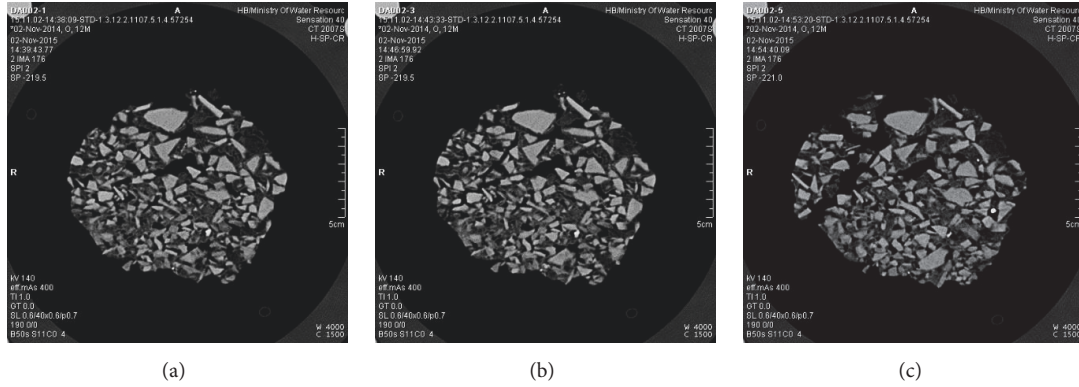 DA002-1
15.11.02-14:38:09-STD-1.3.12.2.1107.5.1.4.57254
*02-Nov-2014, O, 12M
02-Nov-2015
14:39:43.77
2 IMA 176
SPI 2
SP -219.5
A
HB/Ministry Of Water Resourc
Sensation 40
CT 2007S
H-SP-CR
R
5cm
kV 140
eff.mAs 400
TI 1.0
GT 0.0
SL 0.6/40x0.6/p0.7
190 0/0
B50s S11C0 4
W 4000
C 1500
(a)
DA002-3
15.11.02-14:43:33-STD-1.3.12.2.1107.5.1.4.57254
*02-Nov-2014, O, 12M
02-Nov-2015
14:46:59.92
2 IMA 176
SPI 2
SP -219.5
A
HB/Ministry Of Water Resourc
Sensation 40
CT 2007S
H-SP-CR
R
5cm
kV 140
eff.mAs 400
TI 1.0
GT 0.0
SL 0.6/40x0.6/p0.7
190 0/0
B50s S11C0 4
W 4000
C 1500
(b)
DA002-5
15.11.02-14:53:20-STD-1.3.12.2.1107.5.1.4.57254
*02-Nov-2014, O, 12M
02-Nov-2015
14:54:40.09
2 IMA 176
SPI 2
SP -221.0
A
HB/Ministry Of Water Resourc
Sensation 40
CT 2007S
H-SP-CR
R
5cm
kV 140
eff.mAs 400
TI 1.0
GT 0.0
SL 0.6/40x0.6/p0.7
190 0/0
B50s S11C0 4
W 4000
C 1500
(c)